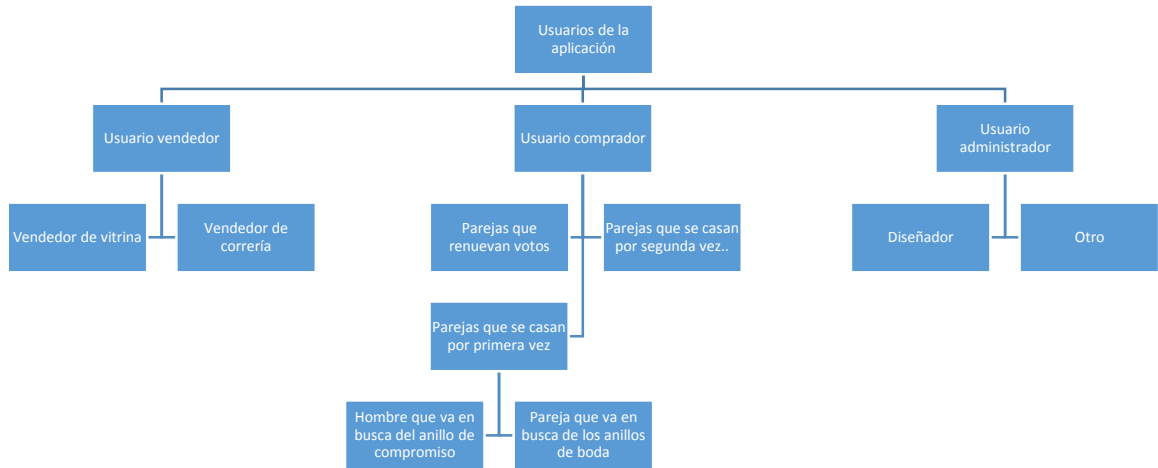 Usuarios de la
aplicación
Usuario vendedor
Usuario comprador
Usuario
administrador
Vendedor de vitrina
Vendedor de
correría
Parejas que
renuevan votos
Parejas que se casan
por segunda vez..
Diseñador
Otro
Parejas que se casan
por primera vez
Hombre que va en
busca del anillo de
compromiso
Pareja que va en
busca de los anillos
de boda